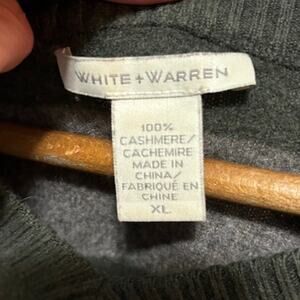 WHITE + WARREN
100%
CASHMERE/
CACHEMIRE
MADE IN
CHINA/
FABRIQUÉ EN
CHINE
XL